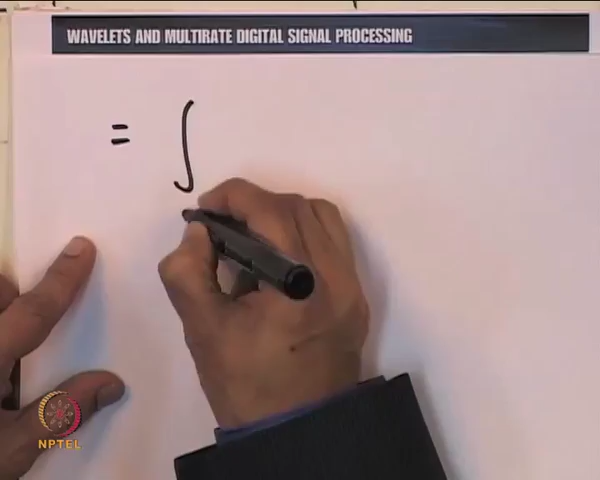 WAVELETS AND MULTIRATE DIGITAL SIGNAL PROCESSING
= ∫
NPTEL